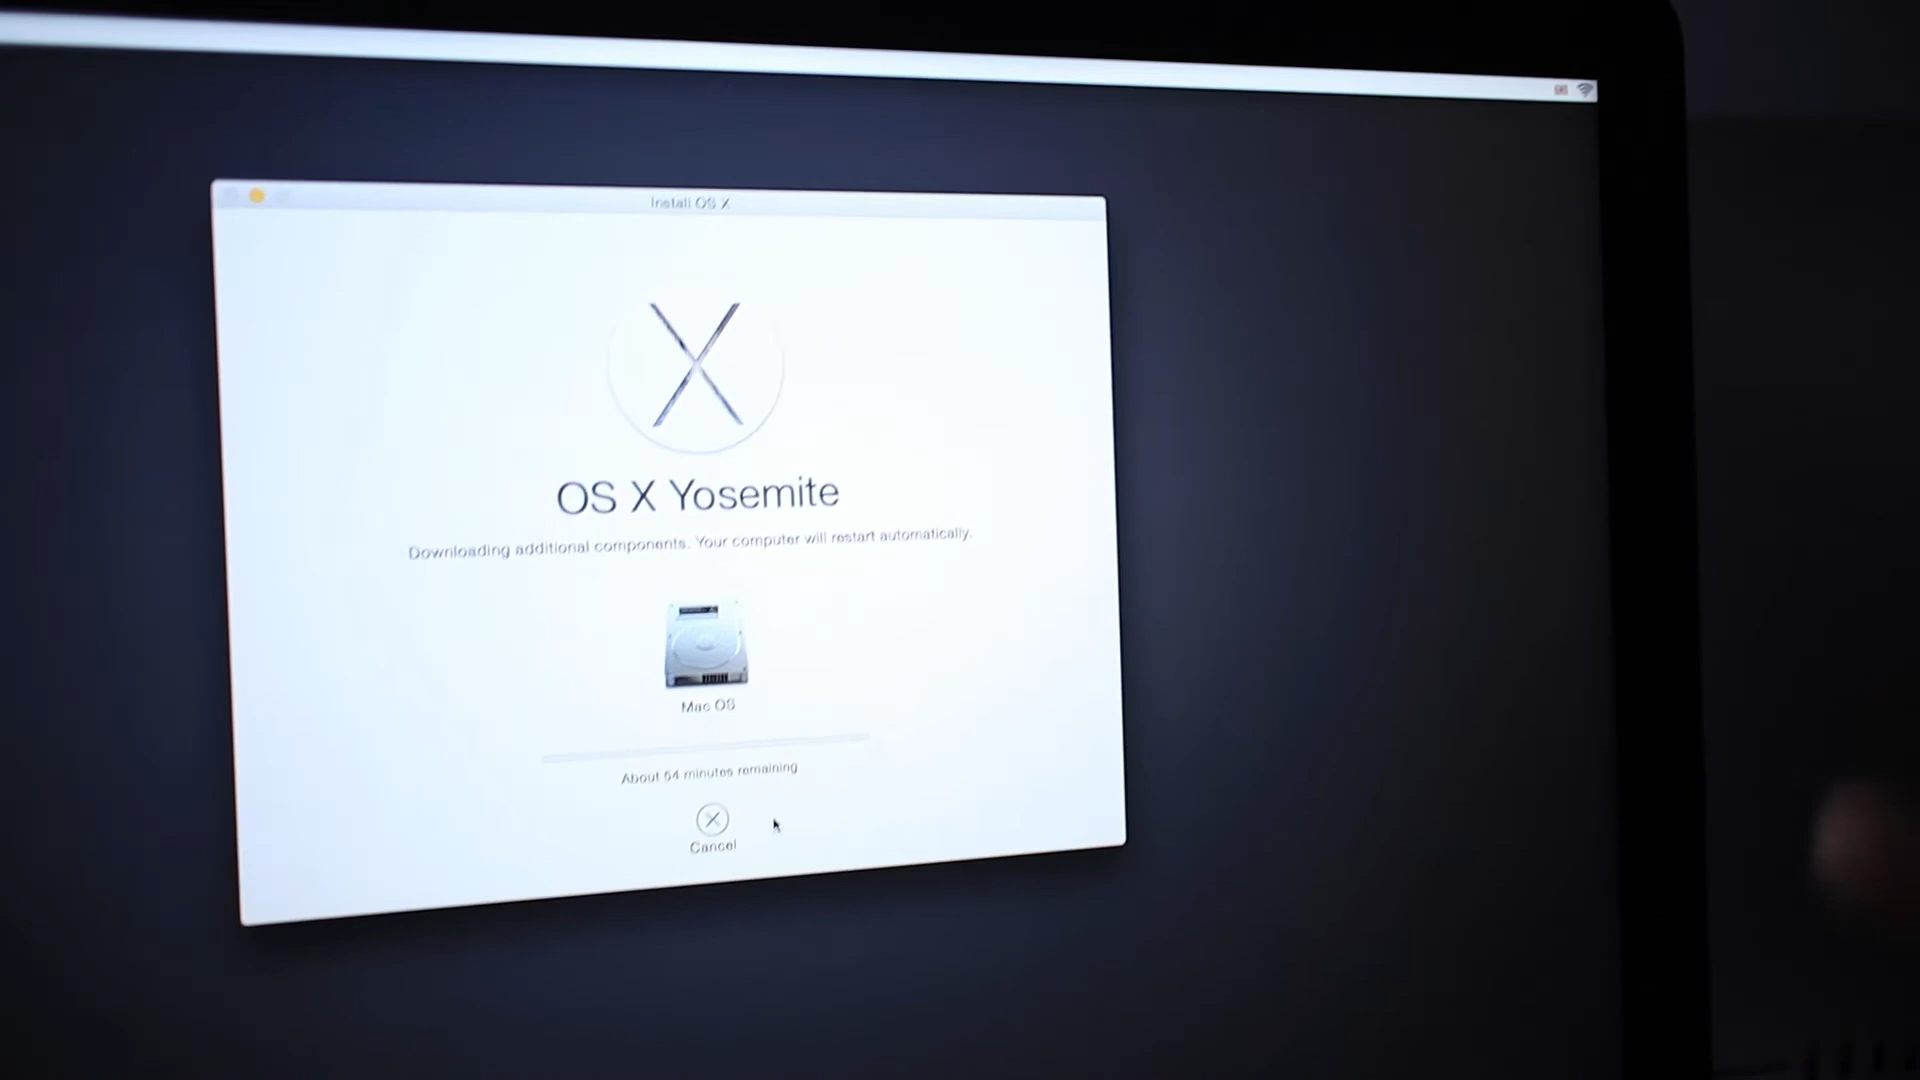 Install OS X
OS X Yosemite
Downloading additional components. Your computer will restart automatically.
Mac OS
About 54 minutes remaining
Cancel